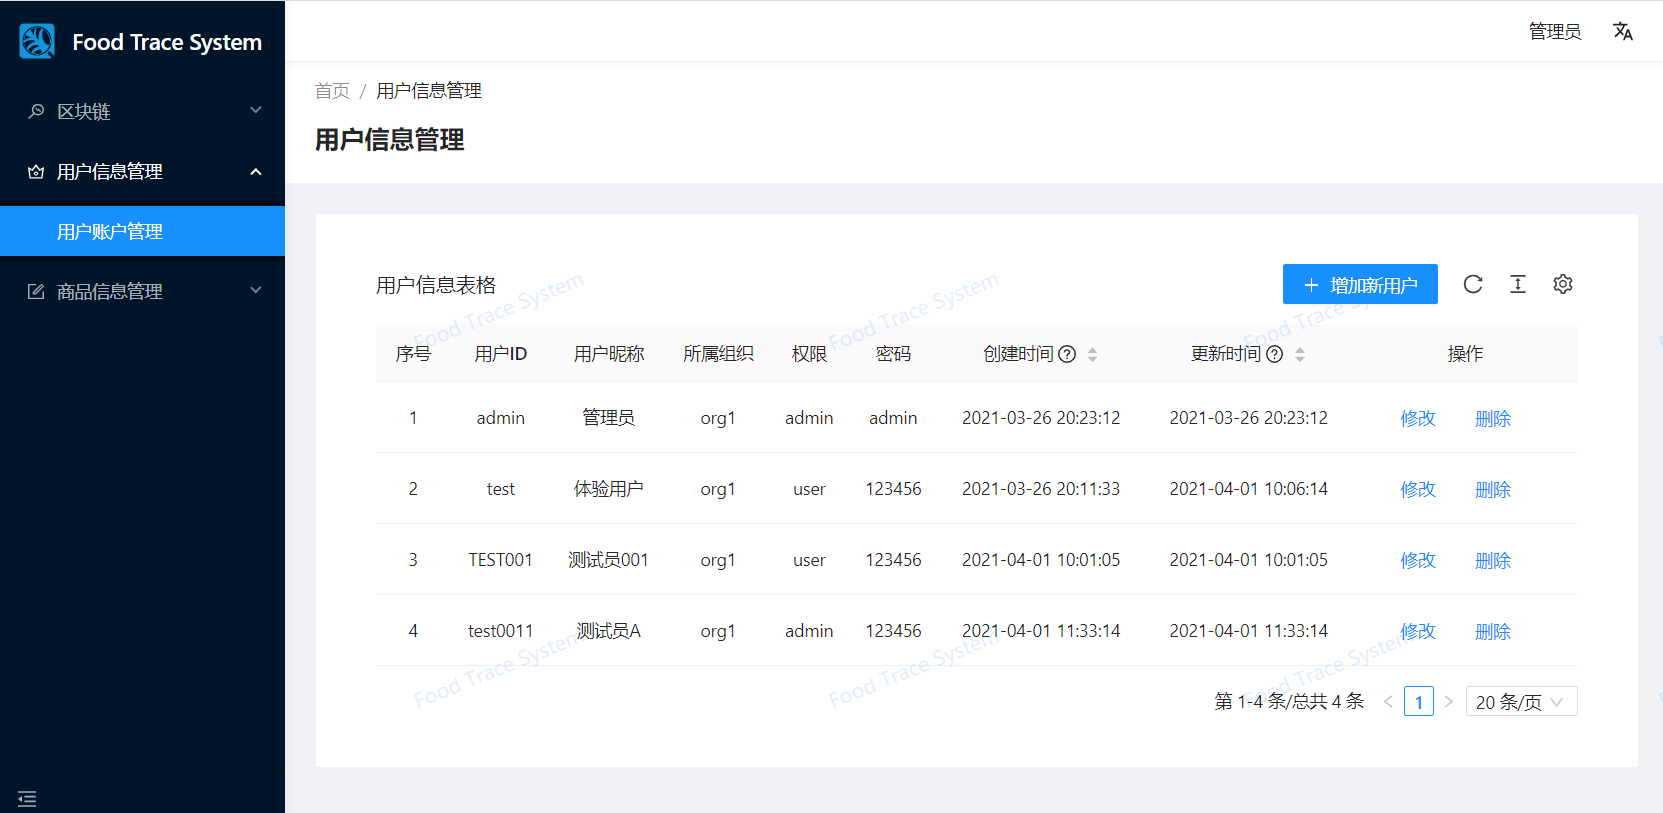 Food Trace System
管理员
区块链
用户信息管理
用户账户管理
商品信息管理
首页 / 用户信息管理
用户信息管理
用户信息表格
+ 增加新用户
序号 用户ID 用户昵称 所属组织 权限 密码 创建时间 更新时间 操作
1 admin 管理员 org1 admin admin 2021-03-26 20:23:12 2021-03-26 20:23:12 修改 删除
2 test 体验用户 org1 user 123456 2021-03-26 20:11:33 2021-04-01 10:06:14 修改 删除
3 TEST001 测试员001 org1 user 123456 2021-04-01 10:01:05 2021-04-01 10:01:05 修改 删除
4 test0011 测试员A org1 admin 123456 2021-04-01 11:33:14 2021-04-01 11:33:14 修改 删除
第 1-4 条/总共 4 条 < 1 > 20 条/页
Food Trace System
Food Trace System
Food Trace System
Food Trace System
Food Trace System
Food Trace System